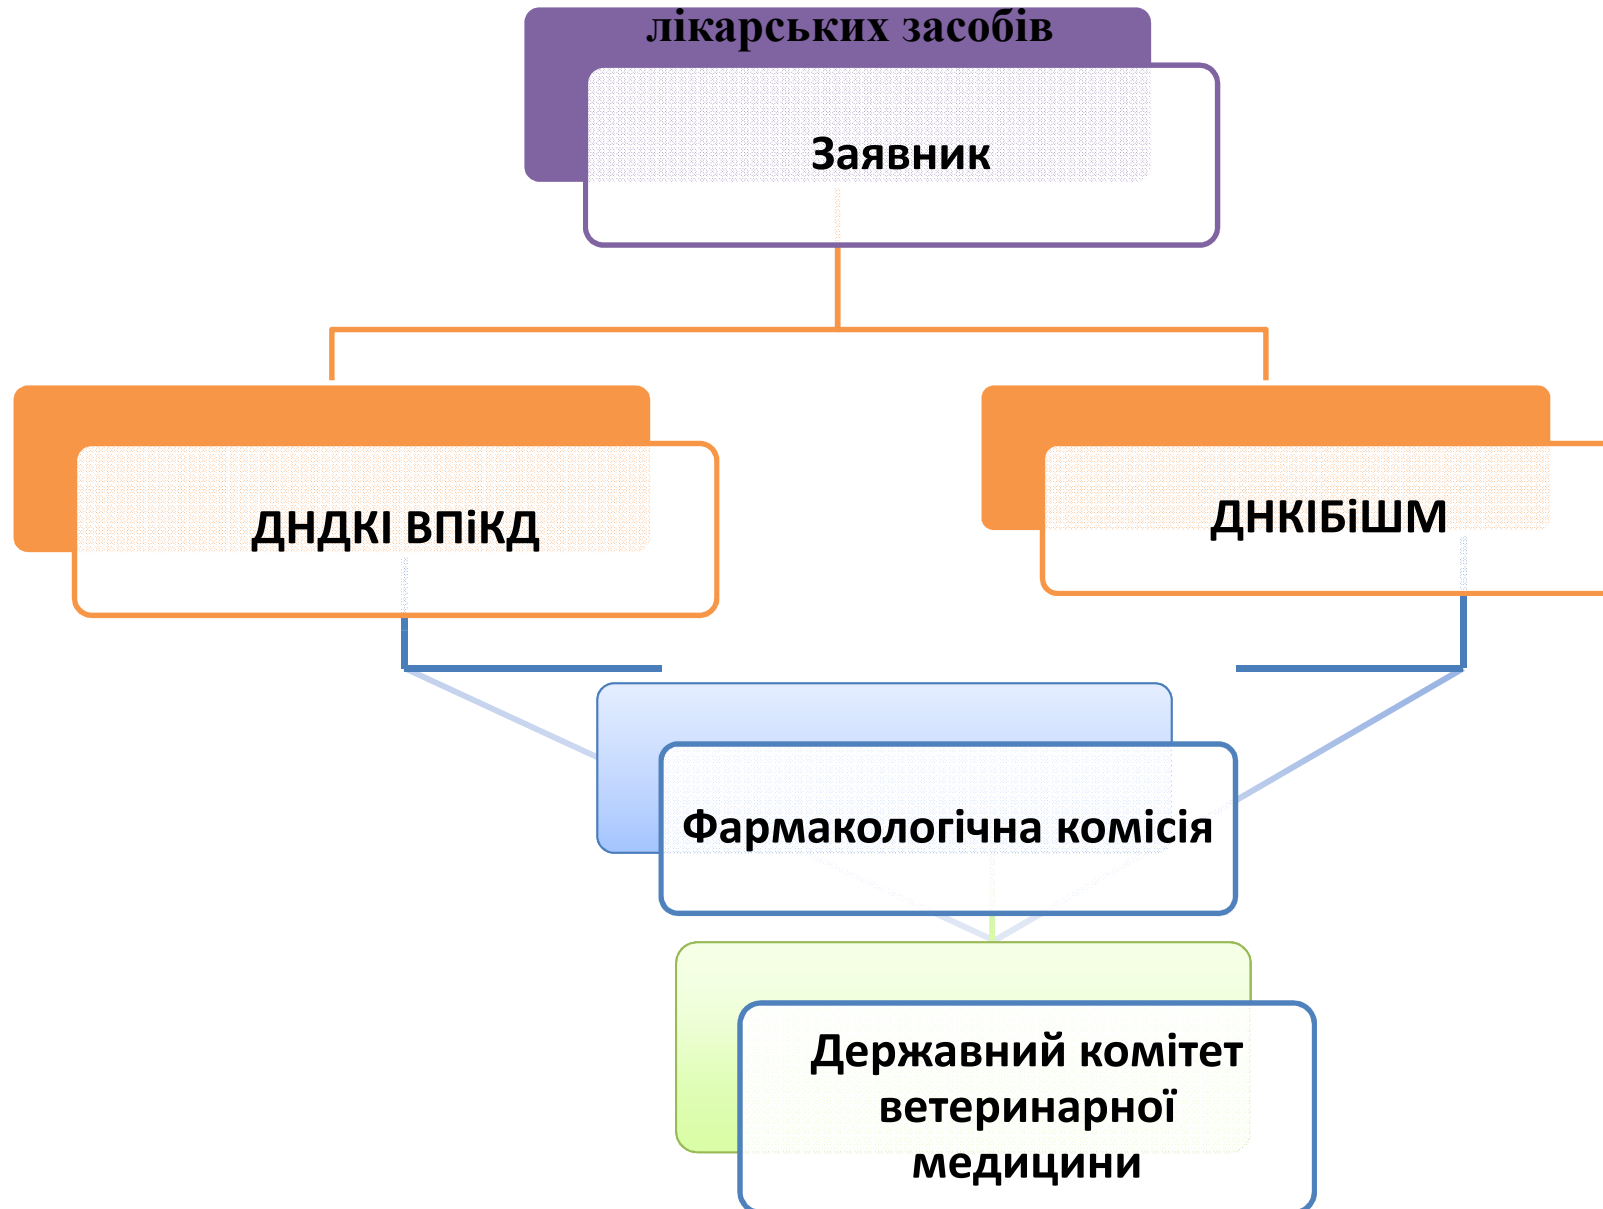 лікарських засобів
Заявник
ДНДКІ ВПіКД
ДНКІБіШМ
Фармакологічна комісія
Державний комітет
ветеринарної
медицини